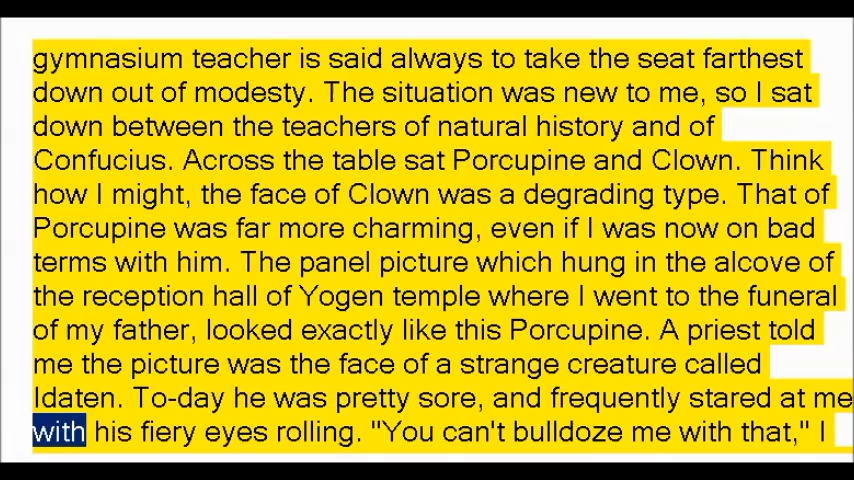 gymnasium teacher is said always to take the seat farthest
down out of modesty. The situation was new to me, so I sat
down between the teachers of natural history and of
Confucius. Across the table sat Porcupine and Clown. Think
how I might, the face of Clown was a degrading type. That of
Porcupine was far more charming, even if I was now on bad
terms with him. The panel picture which hung in the alcove of
the reception hall of Yogen temple where I went to the funeral
of my father, looked exactly like this Porcupine. A priest told
me the picture was the face of a strange creature called
Idaten. To-day he was pretty sore, and frequently stared at me
with his fiery eyes rolling. "You can't bulldoze me with that," I